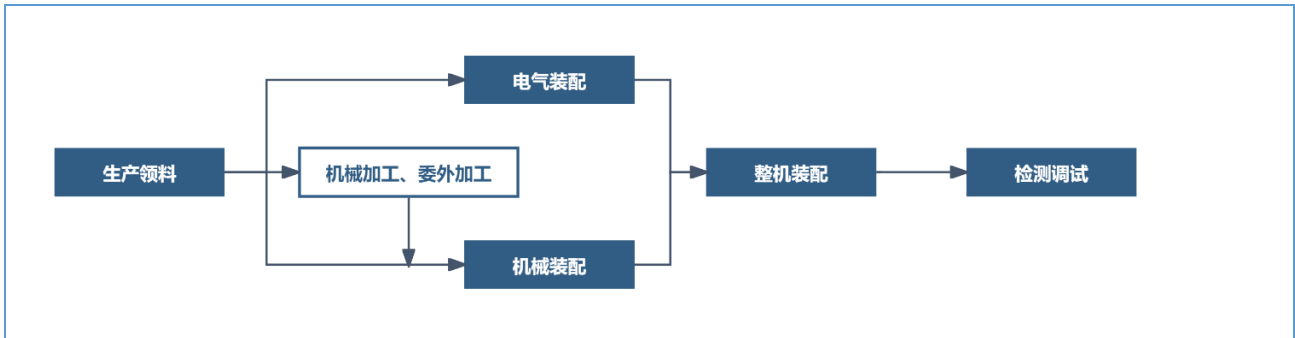 电气装配
生产领料
机械加工、委外加工
整机装配
检测调试
机械装配